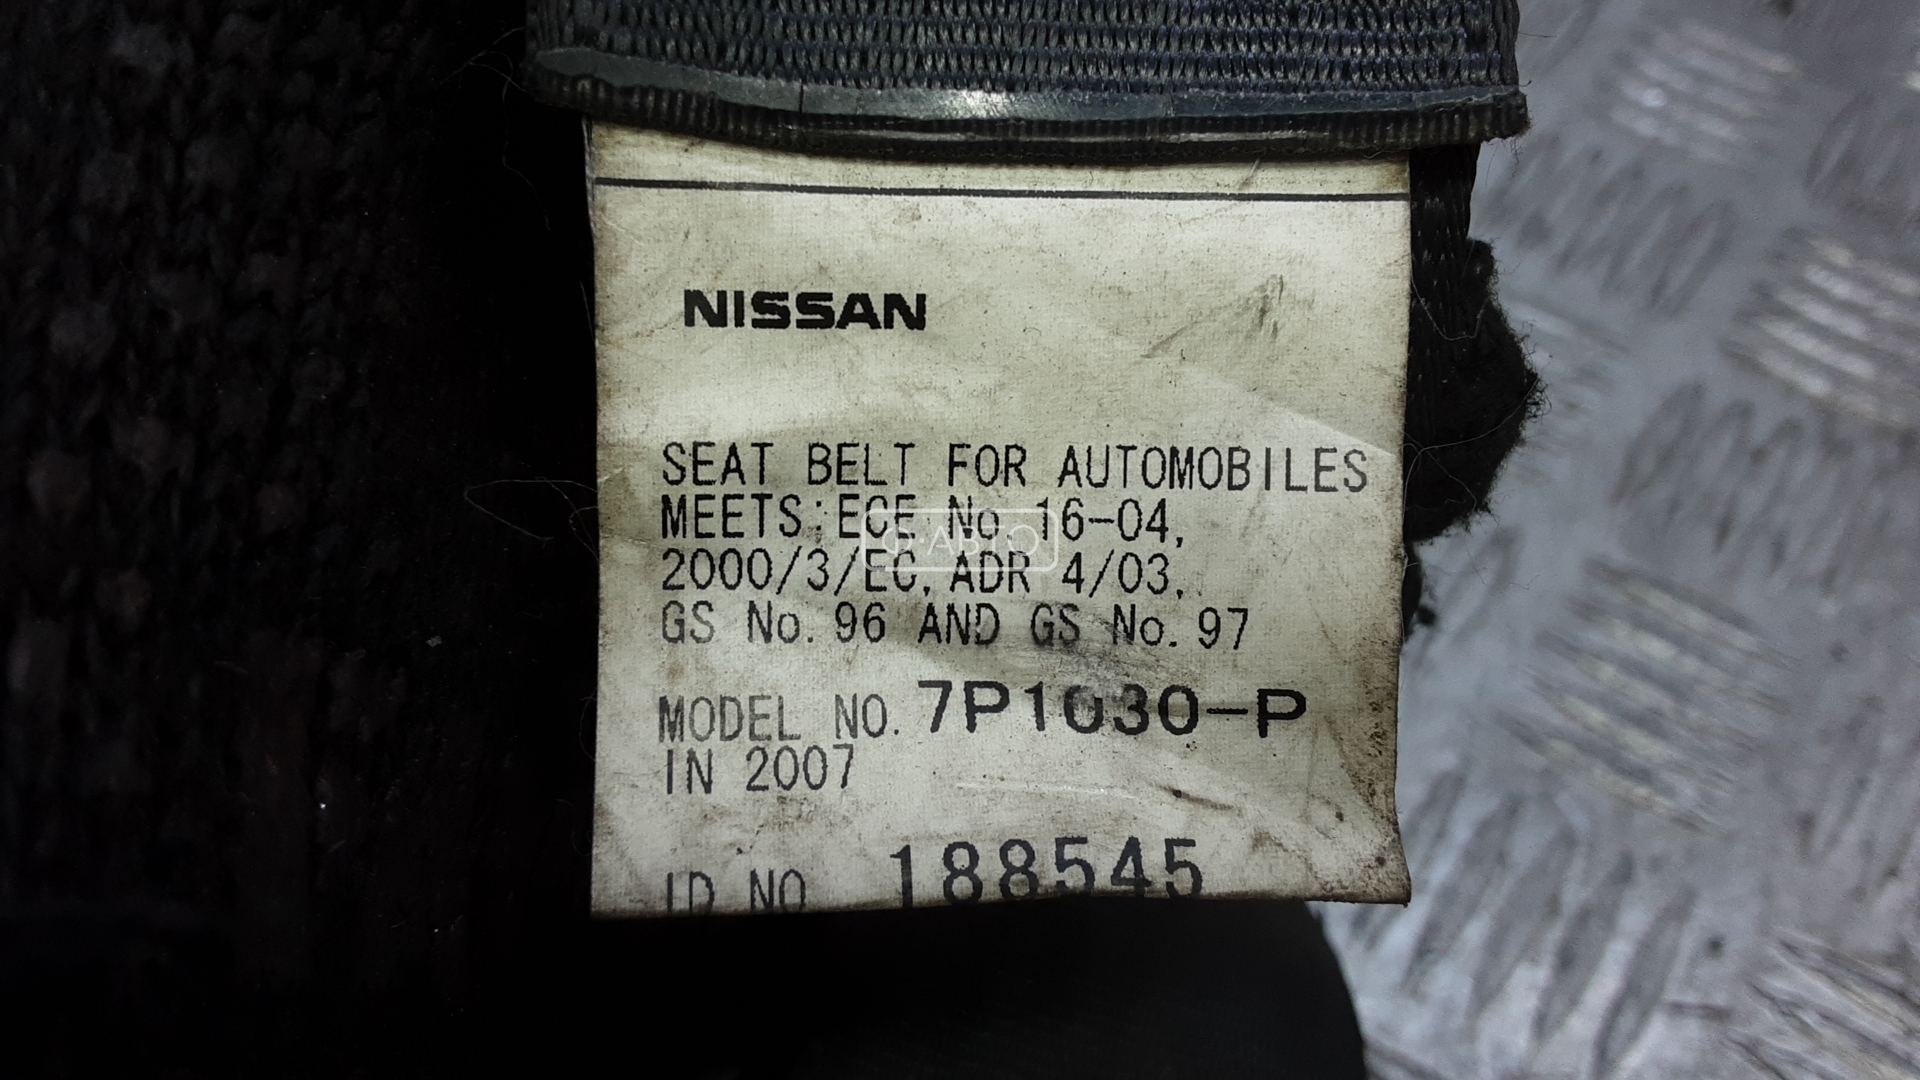 NISSAN
SEAT BELT FOR AUTOMOBILES
MEETS: ECE No. 16-04,
2000/3/EC, ADR 4/03,
GS No. 96 AND GS No. 97
MODEL NO. 7P1030-P
IN 2007
ID NO. 188545